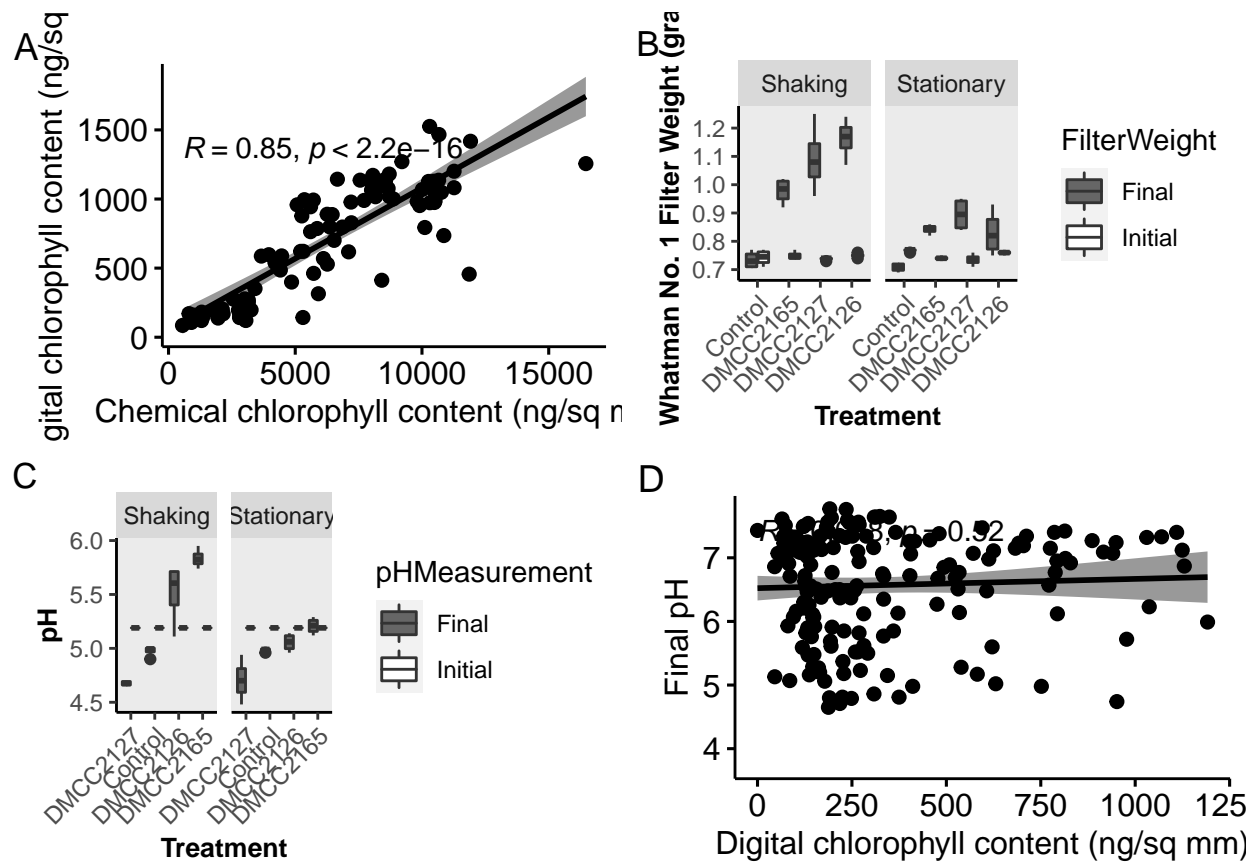 A
gital chlorophyll content (ng/sq
1500
1000
500
0
R = 0.85, p < 2.2e−16
0 5000 10000 15000
Chemical chlorophyll content (ng/sq m
B
Whatman No. 1 Filter Weight (gra
Shaking Stationary
1.2
1.1
1.0
0.9
0.8
0.7
Control DMCC2165 DMCC2127 DMCC2126 Control DMCC2165 DMCC2127 DMCC2126
Treatment
FilterWeight
Final
Initial
C
Shaking Stationary
pH
6.0
5.5
5.0
4.5
DMCC2127 Control DMCC2126 DMCC2165 DMCC2127 Control DMCC2126 DMCC2165
Treatment
pHMeasurement
Final
Initial
D
Final pH
7
6
5
4
p = 0.52
0 250 500 750 1000 125
Digital chlorophyll content (ng/sq mm)